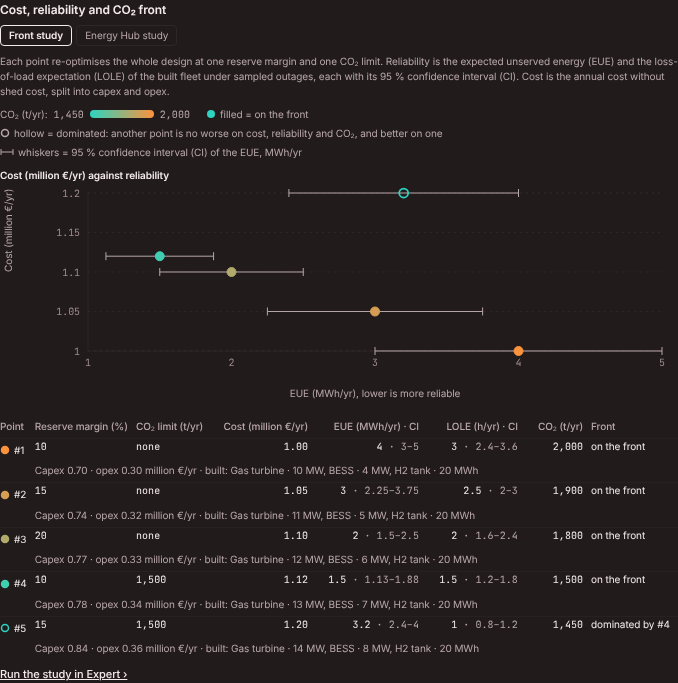 Cost, reliability and CO₂ front
Front study
Energy Hub study
Each point re-optimises the whole design at one reserve margin and one CO₂ limit. Reliability is the expected unserved energy (EUE) and the loss-
of-load expectation (LOLE) of the built fleet under sampled outages, each with its 95 % confidence interval (CI). Cost is the annual cost without
shed cost, split into capex and opex.
CO₂ (t/yr): 1,450 2,000 filled = on the front
hollow = dominated: another point is no worse on cost, reliability and CO₂, and better on one
whiskers = 95 % confidence interval (CI) of the EUE, MWh/yr
Cost (million €/yr) against reliability
Cost (million €/yr)
1.2
1.15
1.1
1.05
1
1 2 3 4 5
EUE (MWh/yr), lower is more reliable
Point Reserve margin (%) CO₂ limit (t/yr) Cost (million €/yr) EUE (MWh/yr) · CI LOLE (h/yr) · CI CO₂ (t/yr) Front
#1 10 none 1.00 4 · 3–5 3 · 2.4–3.6 2,000 on the front
Capex 0.70 · opex 0.30 million €/yr · built: Gas turbine · 10 MW, BESS · 4 MW, H2 tank · 20 MWh
#2 15 none 1.05 3 · 2.25–3.75 2.5 · 2–3 1,900 on the front
Capex 0.74 · opex 0.32 million €/yr · built: Gas turbine · 11 MW, BESS · 5 MW, H2 tank · 20 MWh
#3 20 none 1.10 2 · 1.5–2.5 2 · 1.6–2.4 1,800 on the front
Capex 0.77 · opex 0.33 million €/yr · built: Gas turbine · 12 MW, BESS · 6 MW, H2 tank · 20 MWh
#4 10 1,500 1.12 1.5 · 1.13–1.88 1.5 · 1.2–1.8 1,500 on the front
Capex 0.78 · opex 0.34 million €/yr · built: Gas turbine · 13 MW, BESS · 7 MW, H2 tank · 20 MWh
#5 15 1,500 1.20 3.2 · 2.4–4 1 · 0.8–1.2 1,450 dominated by #4
Capex 0.84 · opex 0.36 million €/yr · built: Gas turbine · 14 MW, BESS · 8 MW, H2 tank · 20 MWh
Run the study in Expert ›